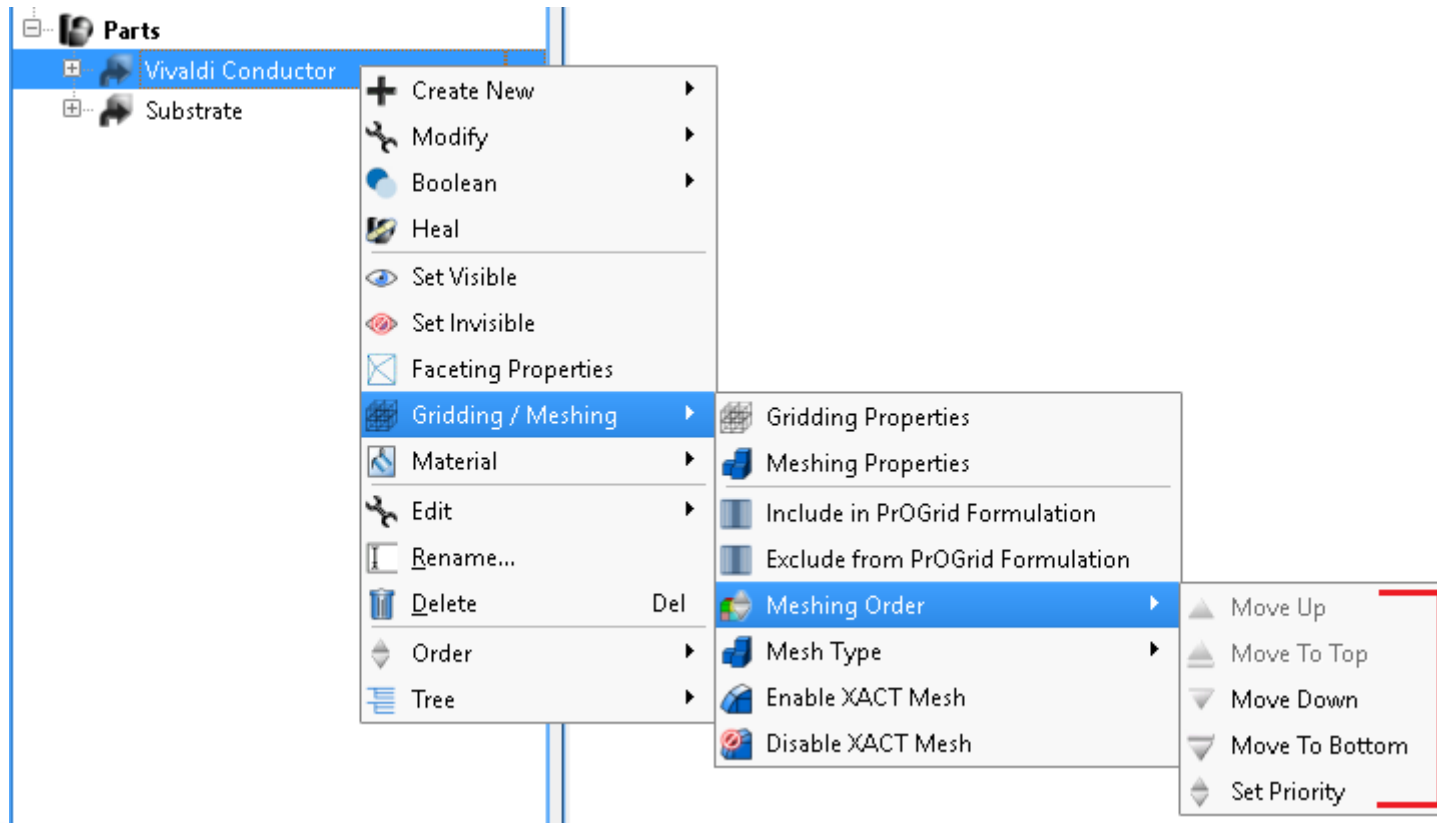 Parts
Vivaldi Conductor
Substrate
Create New
Modify
Boolean
Heal
Set Visible
Set Invisible
Faceting Properties
Gridding / Meshing
Material
Edit
Rename...
Delete Del
Order
Tree
Gridding Properties
Meshing Properties
Include in PrOGrid Formulation
Exclude from PrOGrid Formulation
Meshing Order
Mesh Type
Enable XACT Mesh
Disable XACT Mesh
Move Up
Move To Top
Move Down
Move To Bottom
Set Priority